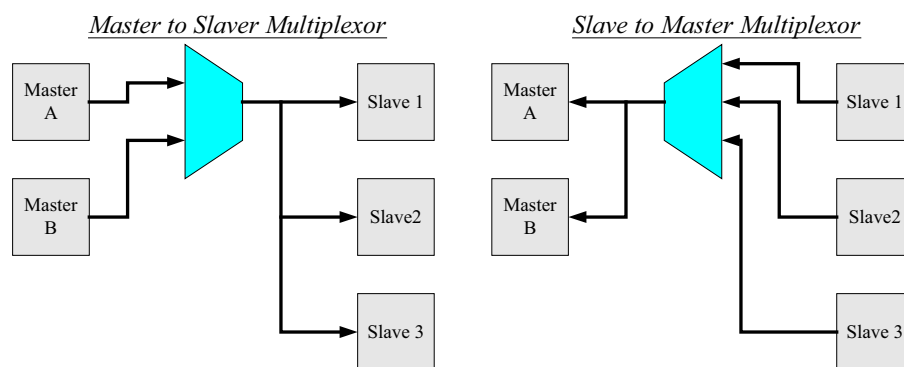 Master to Slaver Multiplexor
Master
A
Master
B
Slave 1
Slave2
Slave 3
Slave to Master Multiplexor
Master
A
Master
B
Slave 1
Slave2
Slave 3